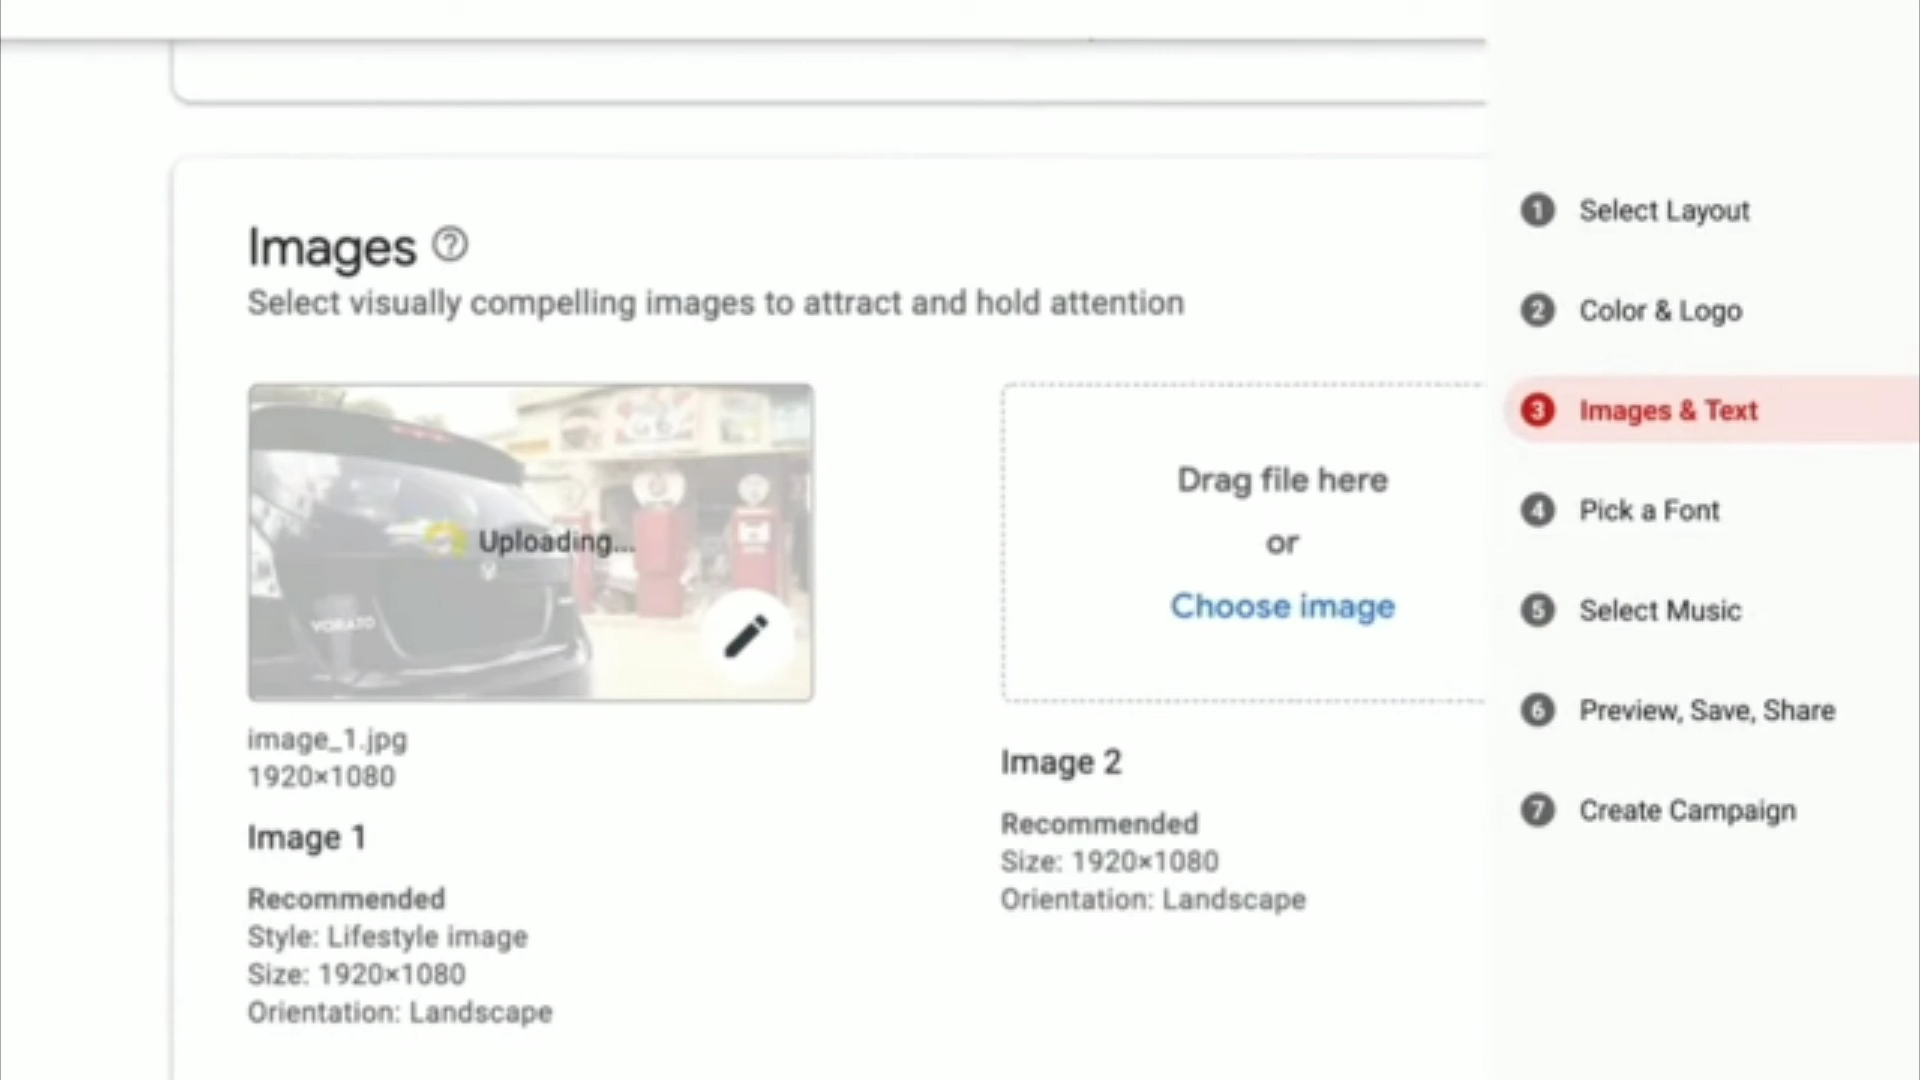 Images ?
Select visually compelling images to attract and hold attention
Uploading...
image_1.jpg
1920×1080
Image 1
Recommended
Style: Lifestyle image
Size: 1920×1080
Orientation: Landscape
Drag file here
or
Choose image
Image 2
Recommended
Size: 1920×1080
Orientation: Landscape
1 Select Layout
2 Color & Logo
3 Images & Text
4 Pick a Font
5 Select Music
6 Preview, Save, Share
7 Create Campaign